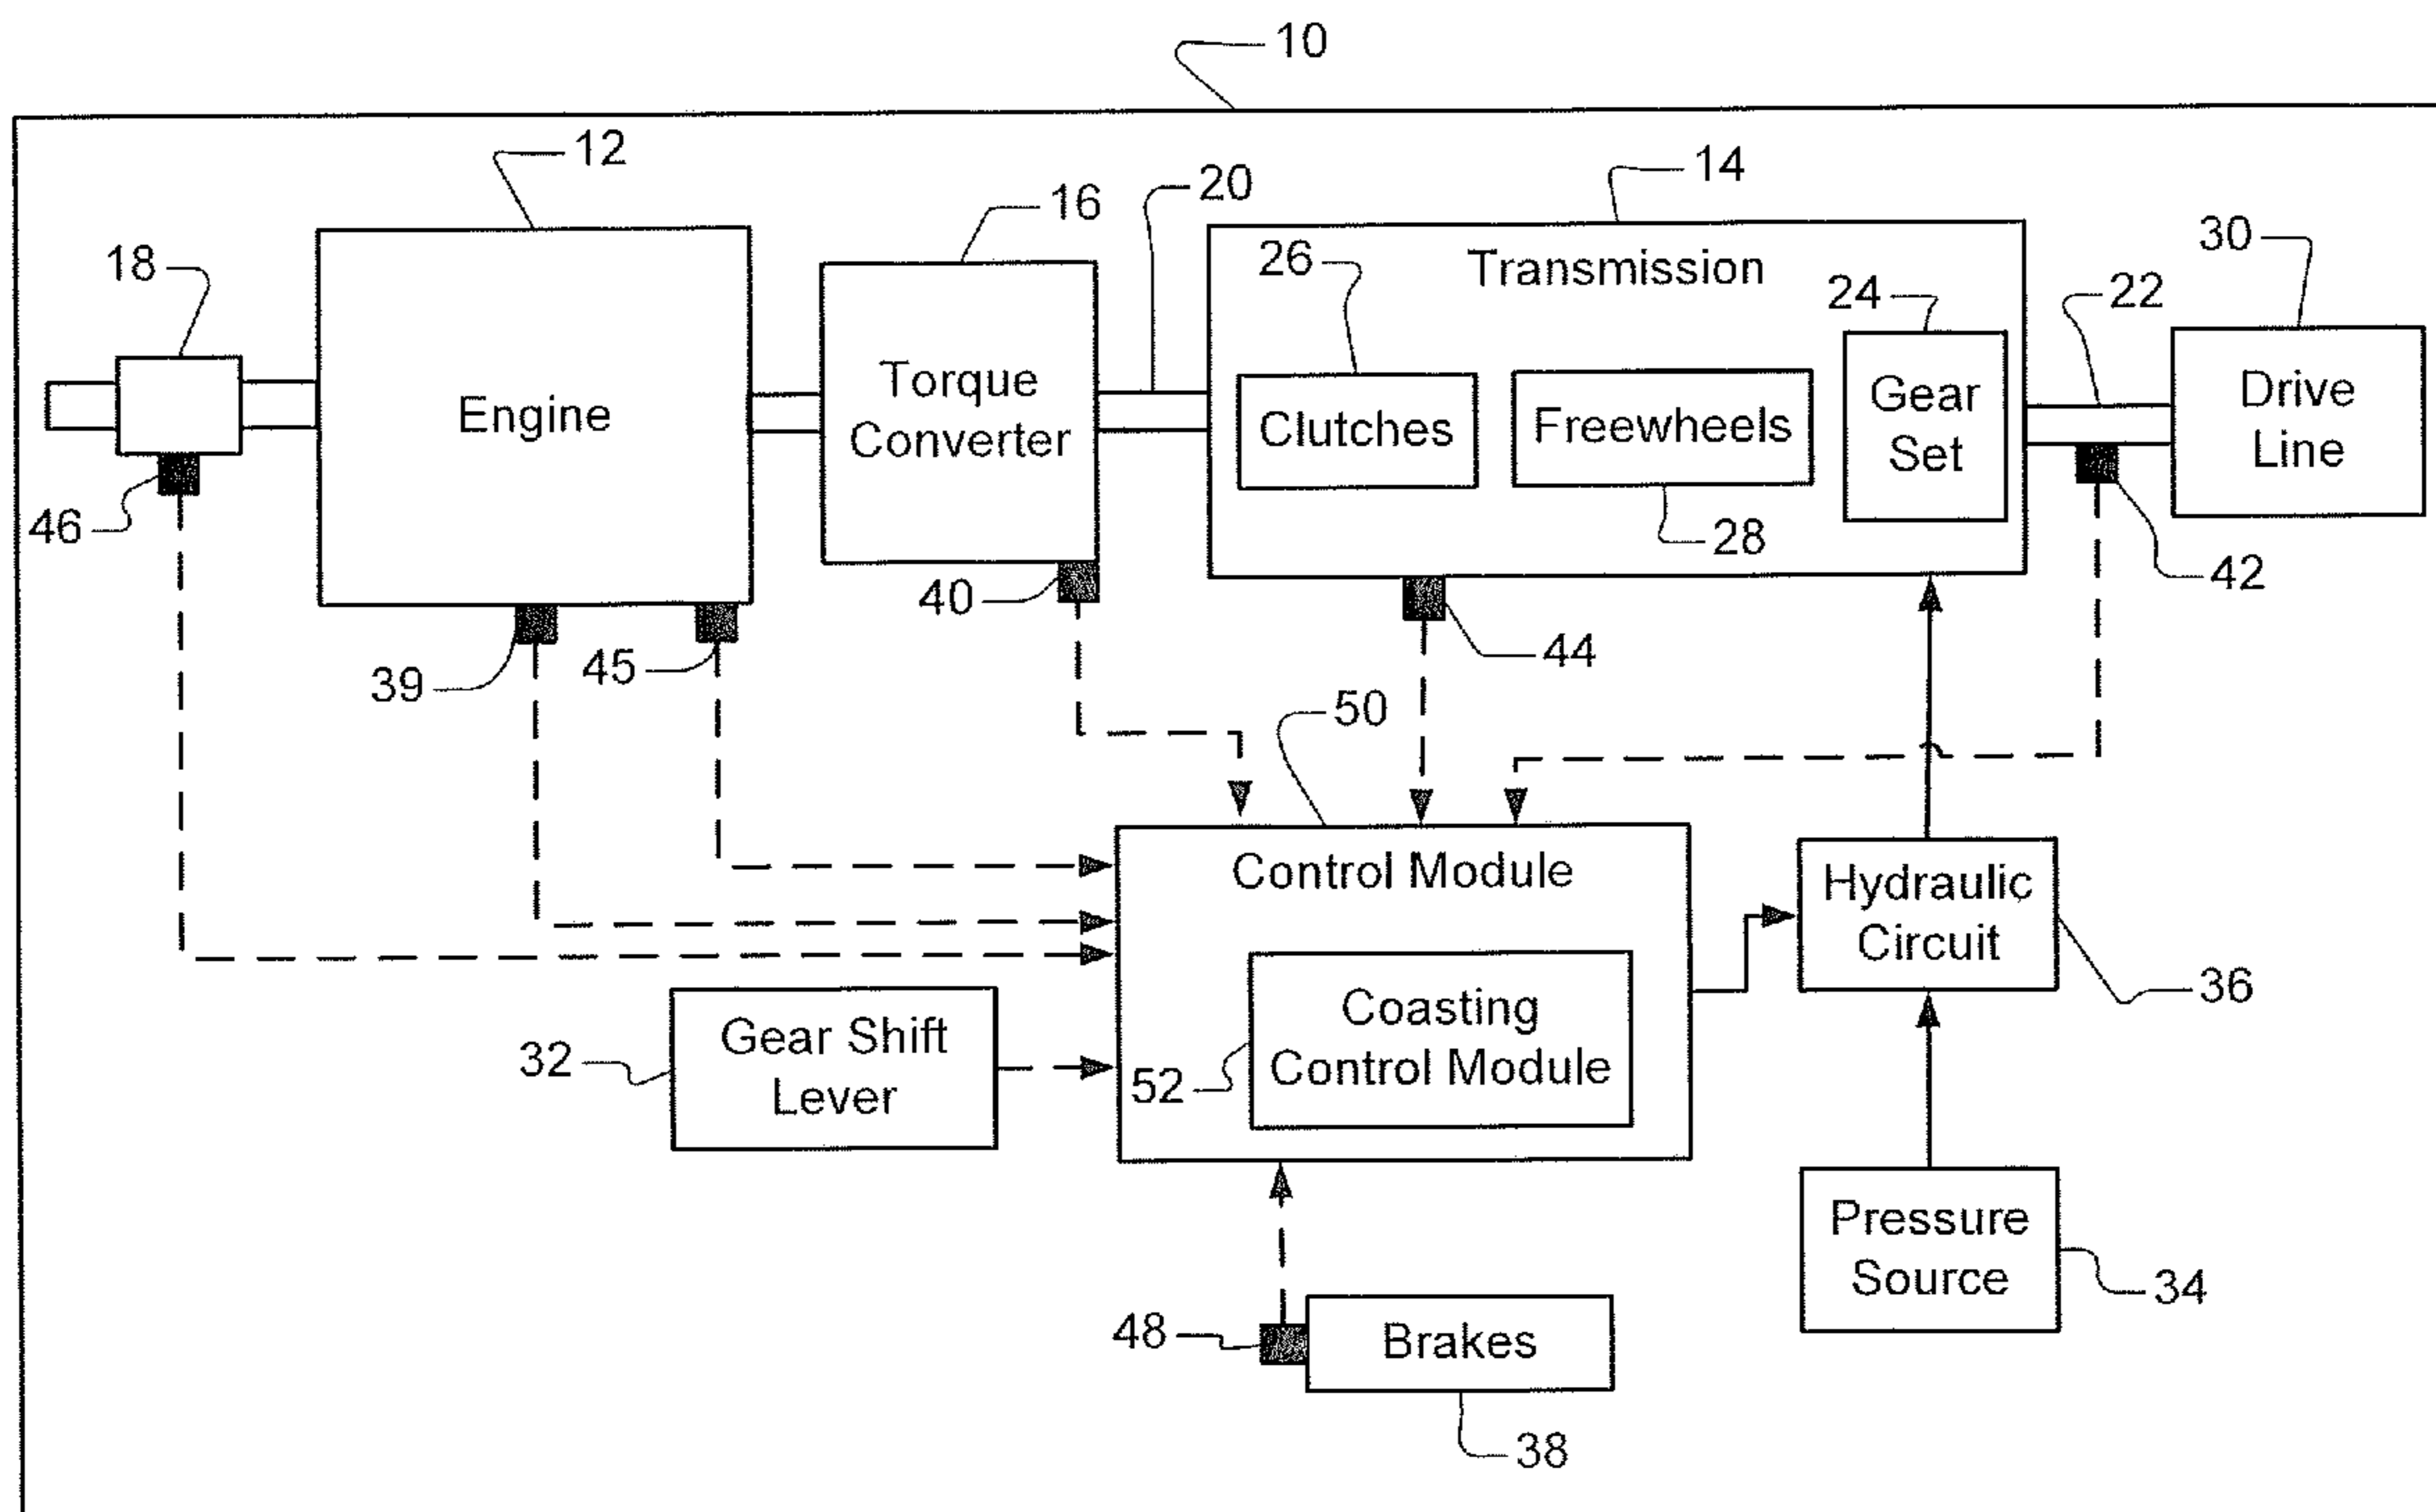 10
12
14
16
20
18
26
Transmission
24
22
30
Engine
Torque
Converter
Clutches
Freewheels
Gear
Set
Drive
Line
46
28
40
42
39
45
44
50
Control Module
Hydraulic
Circuit
36
Gear Shift
Lever
32
Coasting
Control Module
52
Pressure
Source
34
48
Brakes
38